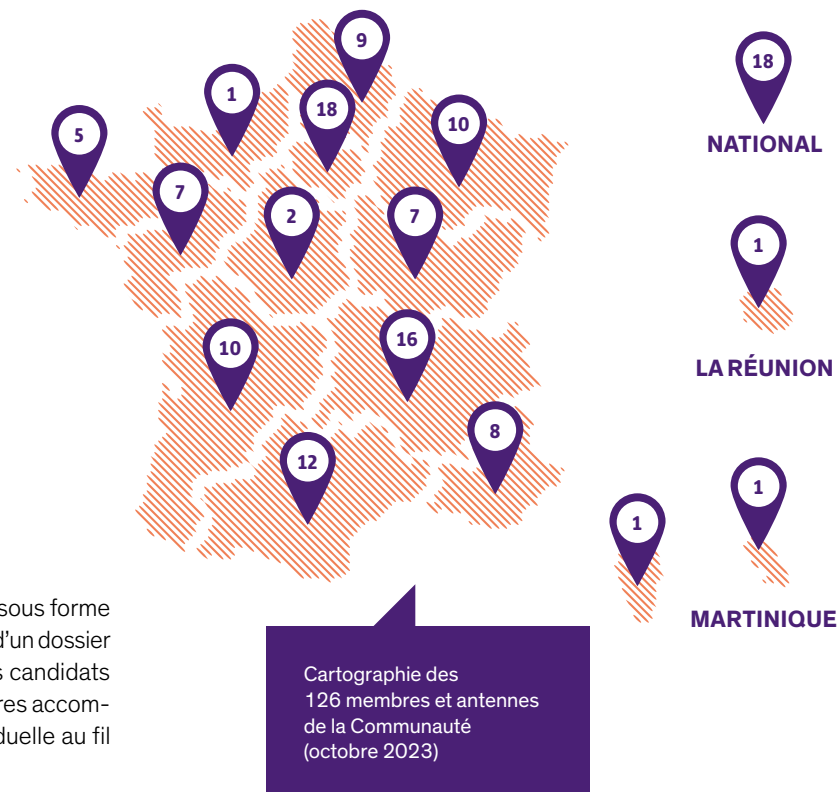 9
18
1
18
10
5
NATIONAL
7
2
7
1
16
10
LA RÉUNION
8
12
1
1
MARTINIQUE
sous forme
d'un dossier
s candidats
res accom-
duelle au fil
Cartographie des
126 membres et antennes
de la Communauté
(octobre 2023)